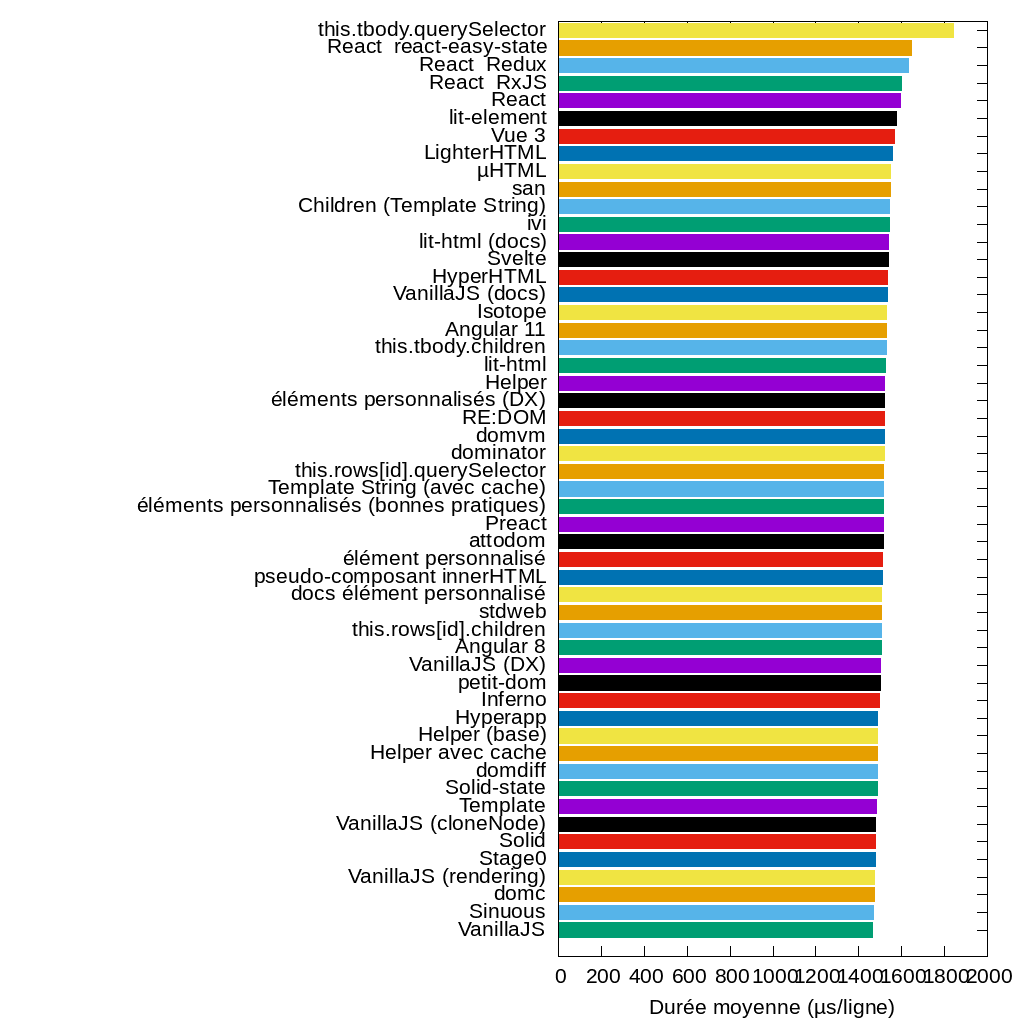 this.tbody.querySelector
React  react-easy-state
React  Redux
React  RxJS
React
lit-element
Vue 3
LighterHTML
µHTML
san
Children (Template String)
ivi
lit-html (docs)
Svelte
HyperHTML
VanillaJS (docs)
Isotope
Angular 11
this.tbody.children
lit-html
Helper
éléments personnalisés (DX)
RE:DOM
domvm
dominator
this.rows[id].querySelector
Template String (avec cache)
éléments personnalisés (bonnes pratiques)
Preact
attodom
élément personnalisé
pseudo-composant innerHTML
docs élément personnalisé
stdweb
this.rows[id].children
Angular 8
VanillaJS (DX)
petit-dom
Inferno
Hyperapp
Helper (base)
Helper avec cache
domdiff
Solid-state
Template
VanillaJS (cloneNode)
Solid
Stage0
VanillaJS (rendering)
domc
Sinuous
VanillaJS
0 200 400 600 800 1000 1200 1400 1600 1800 2000
Durée moyenne (µs/ligne)